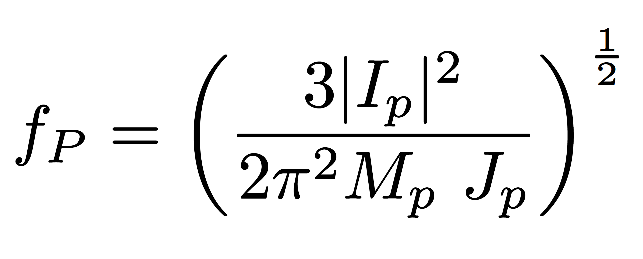 f_P = \left( \frac{3|I_p|^2}{2\pi^2 M_p \ J_p} \right)^{\frac{1}{2}}